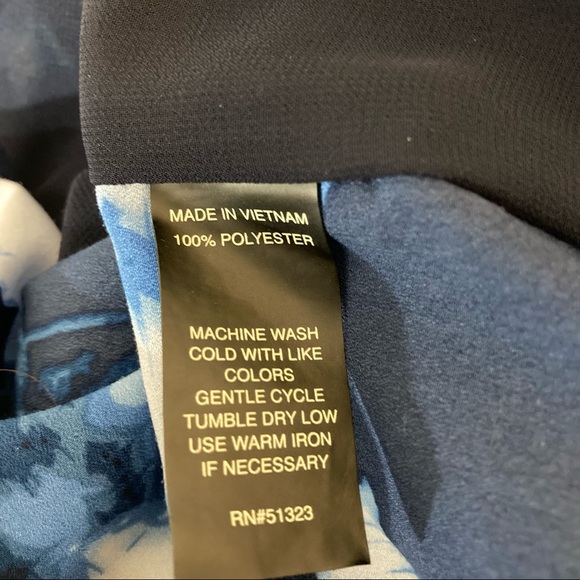 MADE IN VIETNAM
100% POLYESTER
MACHINE WASH
COLD WITH LIKE
COLORS
GENTLE CYCLE
TUMBLE DRY LOW
USE WARM IRON
IF NECESSARY
RN#51323